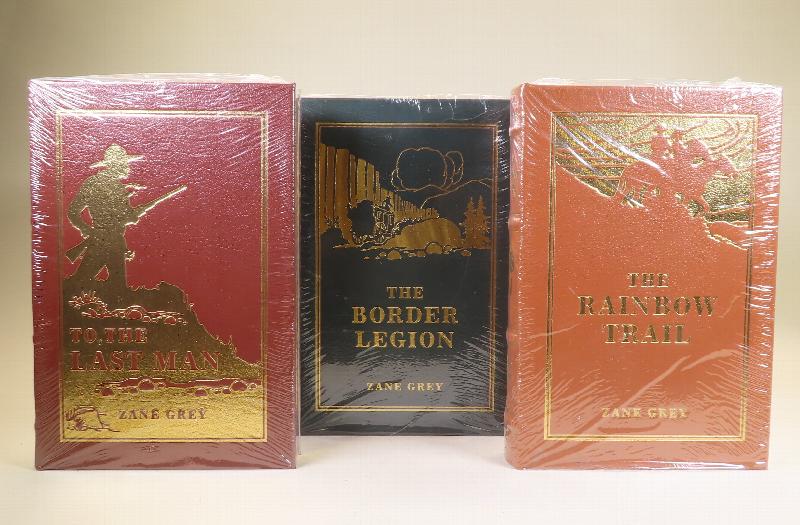 TO THE
LAST MAN
ZANE GREY
THE
BORDER
LEGION
ZANE GREY
THE
RAINBOW
TRAIL
ZANE GREY